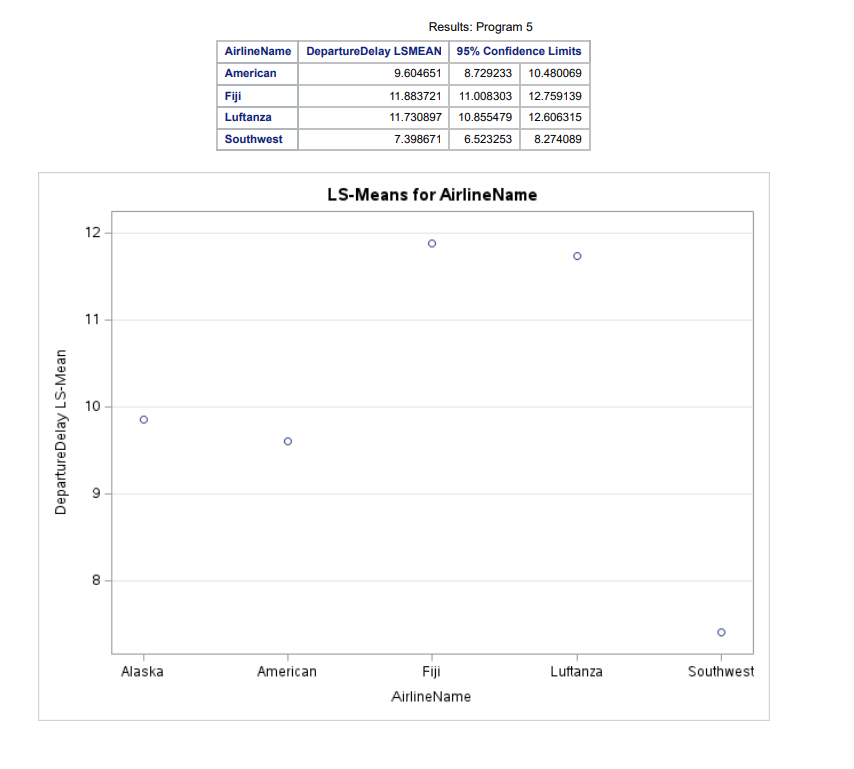 Results: Program 5
AirlineName DepartureDelay LSMEAN 95% Confidence Limits
American 9.604651 8.729233 10.480069
Fiji 11.883721 11.008303 12.759139
Luftanza 11.730897 10.855479 12.606315
Southwest 7.398671 6.523253 8.274089
LS-Means for AirlineName
12
11
10
9
8
DepartureDelay LS-Mean
Alaska American Fiji Luftanza Southwest
AirlineName